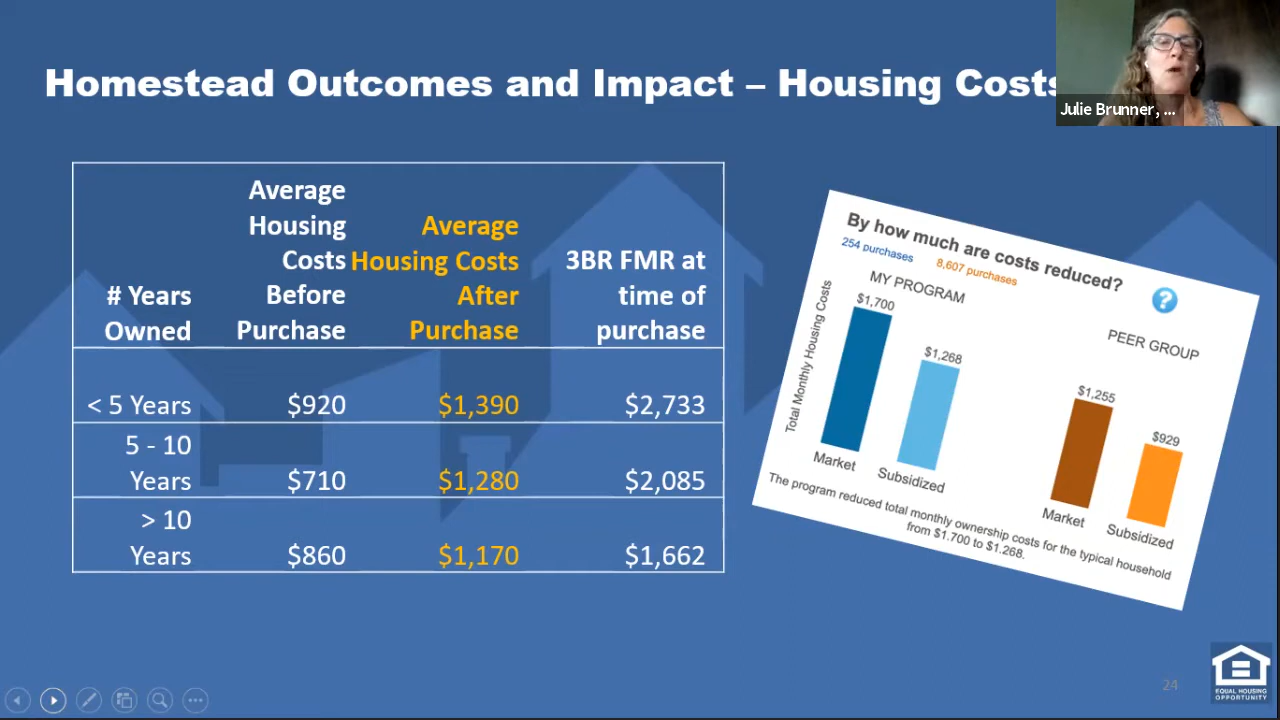 Homestead Outcomes and Impact – Housing Costs
Julie Brunner, ...
# Years
Owned
Average
Housing
Costs
Before
Purchase
Average
Housing Costs
After
Purchase
3BR FMR at
time of
purchase
< 5 Years
$920
$1,390
$2,733
5 - 10
Years
$710
$1,280
$2,085
> 10
Years
$860
$1,170
$1,662
By how much are costs reduced?
254 purchases
8,607 purchases
?
MY PROGRAM
PEER GROUP
Total Monthly Housing Costs
$1,700
$1,268
$1,255
$929
Market
Subsidized
Market
Subsidized
The program reduced total monthly ownership costs for the typical household
from $1.700 to $1.268.
24
EQUAL HOUSING
OPPORTUNITY